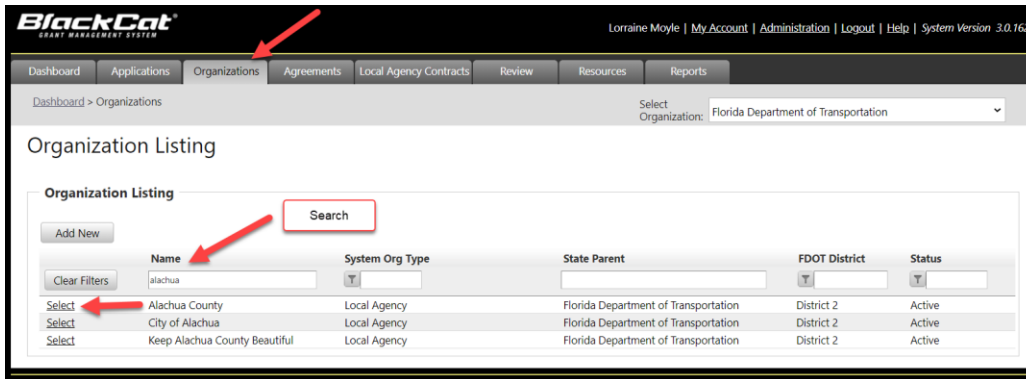 BlackCat
GRANT MANAGEMENT SYSTEM
Lorraine Moyle | My Account | Administration | Logout | Help | System Version 3.0.162
Dashboard Applications Organizations Agreements Local Agency Contracts Review Resources Reports
Dashboard > Organizations
Select Organization: Florida Department of Transportation
Organization Listing
Organization Listing
Search
Add New
Name System Org Type State Parent FDOT District Status
Clear Filters alachua
Select Alachua County Local Agency Florida Department of Transportation District 2 Active
Select City of Alachua Local Agency Florida Department of Transportation District 2 Active
Select Keep Alachua County Beautiful Local Agency Florida Department of Transportation District 2 Active